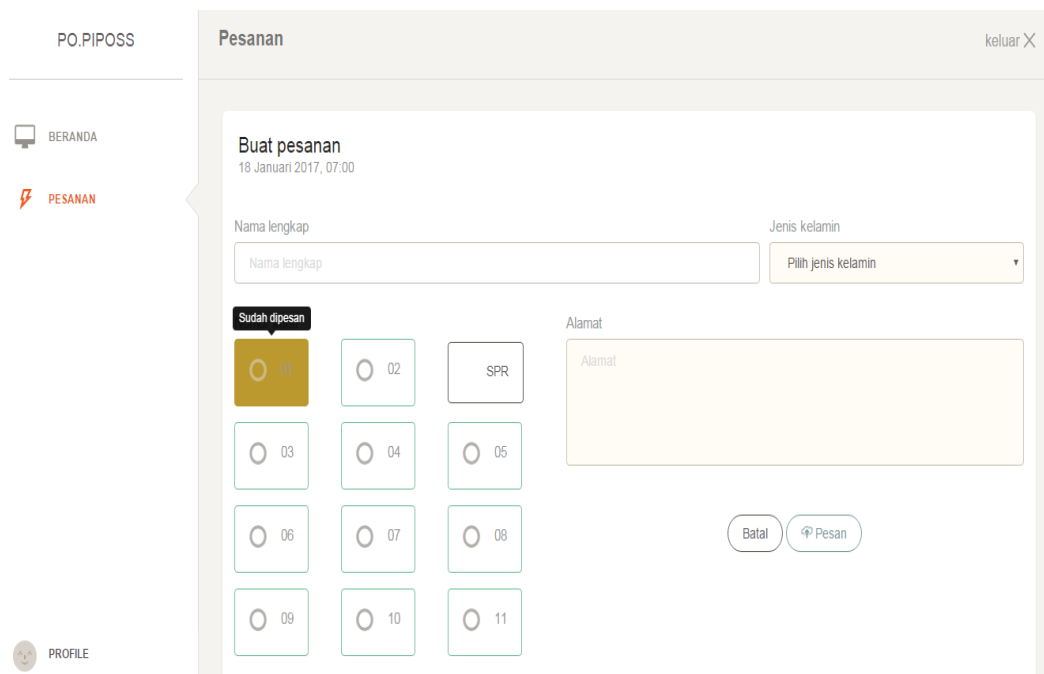 PO.PIPOSS
Pesanan
keluar X
BERANDA
PESANAN
Buat pesanan
18 Januari 2017, 07:00
Nama lengkap
Jenis kelamin
Nama lengkap
Pilih jenis kelamin
Sudah dipesan
Alamat
Alamat
02
SPR
03
04
05
06
07
08
Batal
Pesan
09
10
11
PROFILE